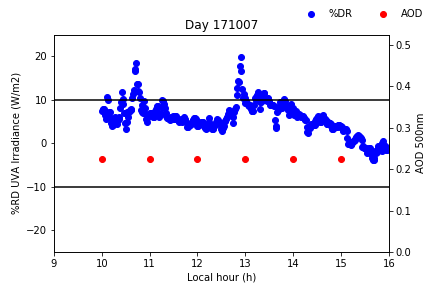 %DR AOD
Day 171007
%RD UVA Irradiance (W/m2)
20
10
0
−10
−20
9 10 11 12 13 14 15 16
Local hour (h)
0.5
0.4
0.3
0.2
0.1
0.0
AOD 500nm